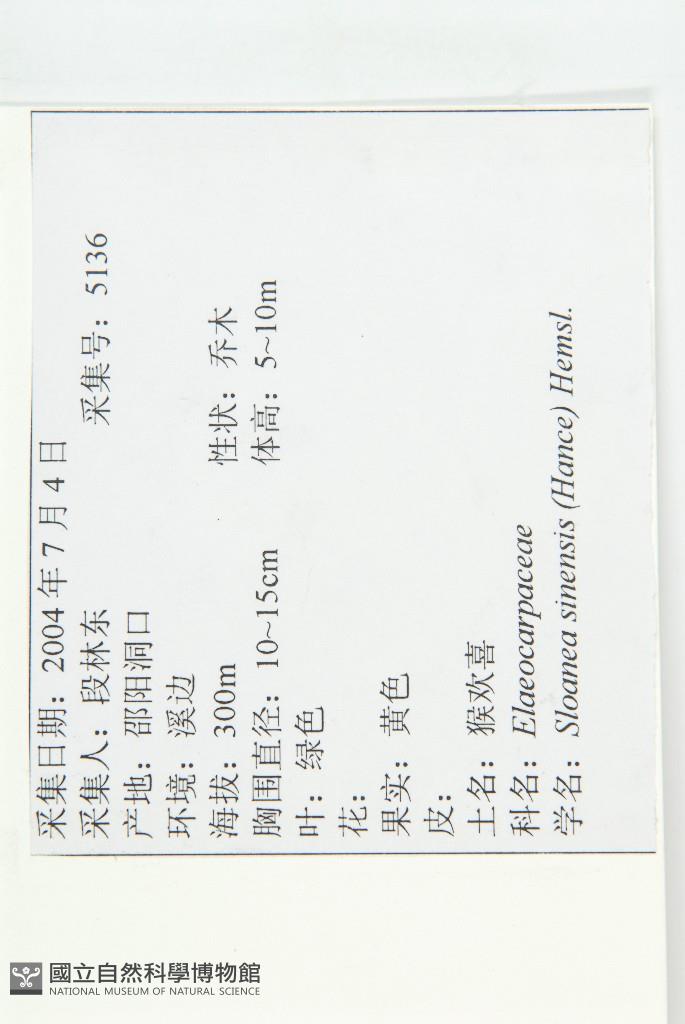 采集日期：2004 年 7 月 4 日
采集人：段林东 采集号：5136
产地：邵阳洞口
环境：溪边
海拔：300m 性状：乔木
胸围直径：10~15cm 体高：5~10m
叶：绿色
花：
果实：黄色
皮：
土名：猴欢喜
科名：Elaeocarpaceae
学名：Sloanea sinensis (Hance) Hemsl.
國立自然科學博物館
NATIONAL MUSEUM OF NATURAL SCIENCE